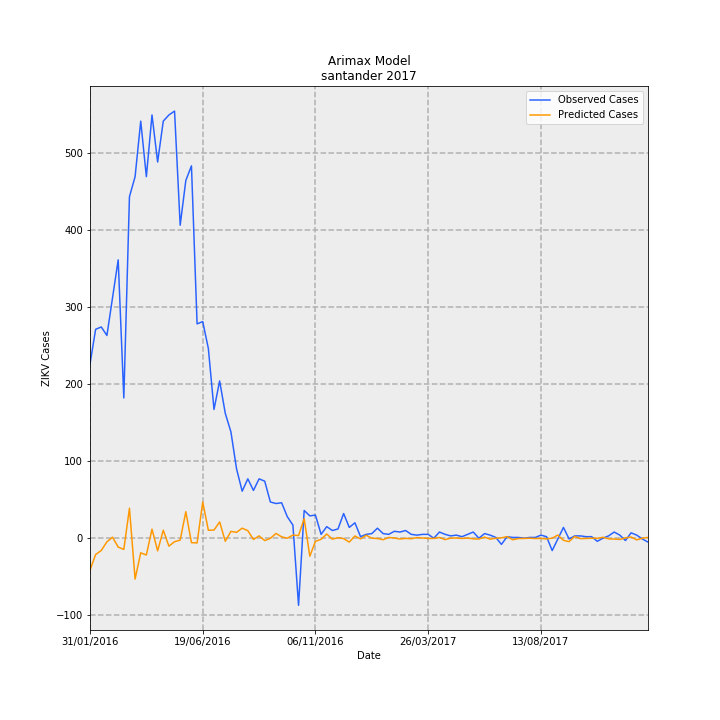 Arimax Model
santander 2017
Observed Cases
Predicted Cases
ZIKV Cases
500
400
300
200
100
0
−100
31/01/2016 19/06/2016 06/11/2016 26/03/2017 13/08/2017
Date